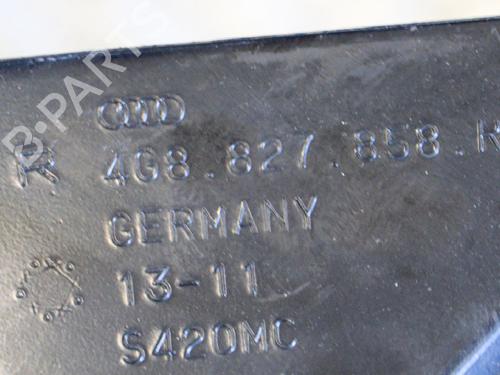 B-PARTS
R 4G8.827.858.
GERMANY
13-11
S420MC